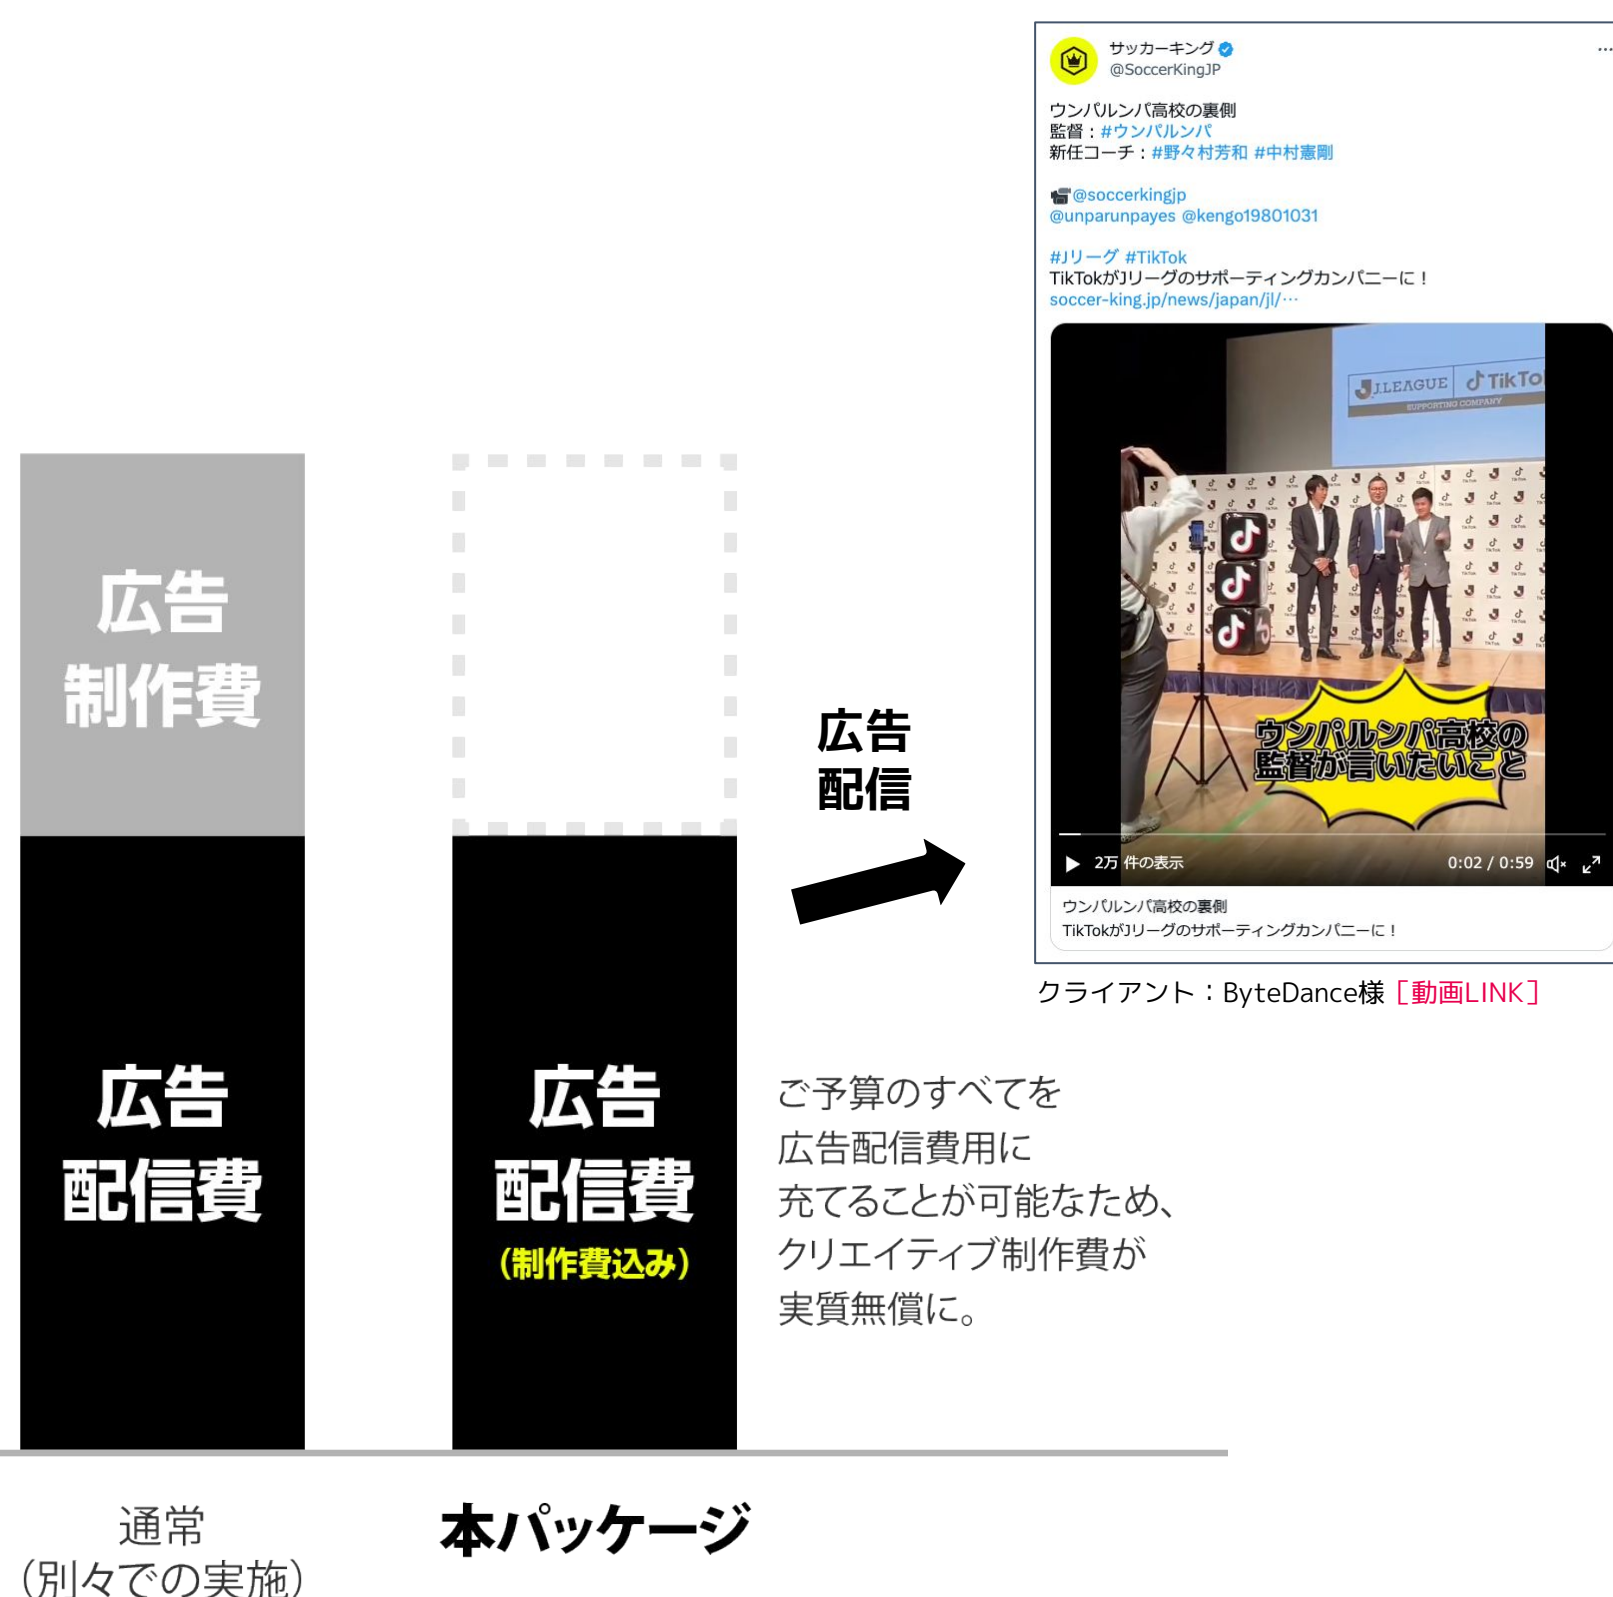 サッカーキング
@SoccerKingJP
ウンパルンパ高校の裏側
監督：#ウンパルンパ
新任コーチ：#野々村芳和 #中村憲剛
@soccerkingjp
@unparunpayes @kengo19801031
#Jリーグ #TikTok
TikTokがJリーグのサポーティングカンパニーに！
soccer-king.jp/news/japan/jl/…
J.LEAGUE TikTo
SUPPORTING COMPANY
ウンパルンパ高校の
監督が言いたいこと
2万 件の表示
0:02 / 0:59
ウンパルンパ高校の裏側
TikTokがJリーグのサポーティングカンパニーに！
クライアント：ByteDance様［動画LINK］
広告
制作費
広告
配信費
広告
配信費
（制作費込み）
広告
配信
ご予算のすべてを
広告配信費用に
充てることが可能なため、
クリエイティブ制作費が
実質無償に。
通常
（別々での実施）
本パッケージ